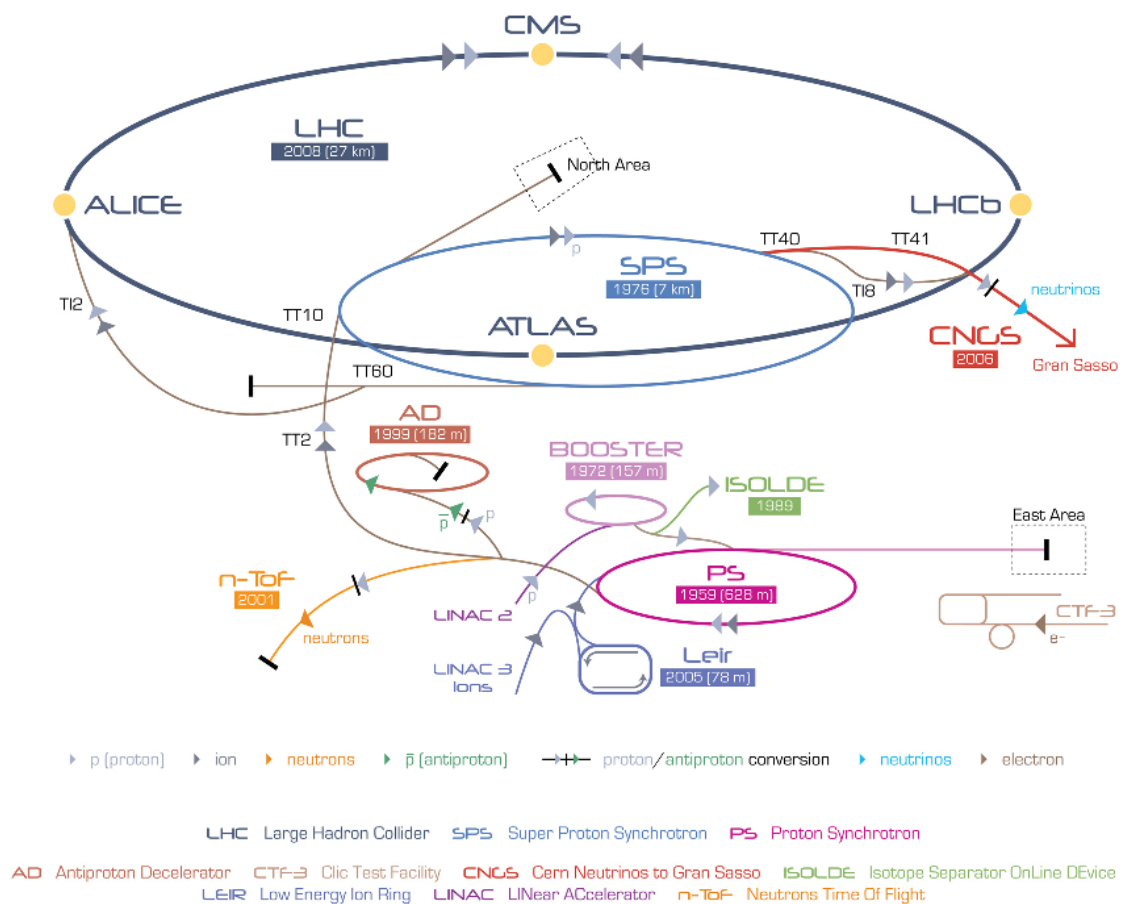 CMS
LHC
2008 (27 km)
North Area
ALICE
LHCb
TT40
TT41
p
SPS
1976 (7 km)
TI8
neutrinos
TI2
TT10
ATLAS
CNGS
2006
Gran Sasso
TT60
AD
1999 (182 m)
TT2
BOOSTER
1972 (157 m)
ISOLDE
1989
p̅
p
East Area
n-ToF
2001
PS
1959 (628 m)
p
LINAC 2
neutrons
CTF-3
e-
LINAC 3
Ions
Leir
2005 (78 m)
p (proton) ion neutrons p̅ (antiproton) proton/antiproton conversion neutrinos electron
LHC Large Hadron Collider SPS Super Proton Synchrotron PS Proton Synchrotron
AD Antiproton Decelerator CTF-3 Clic Test Facility CNGS Cern Neutrinos to Gran Sasso ISOLDE Isotope Separator OnLine DEvice
LEIR Low Energy Ion Ring LINAC LINear ACcelerator n-ToF Neutrons Time Of Flight